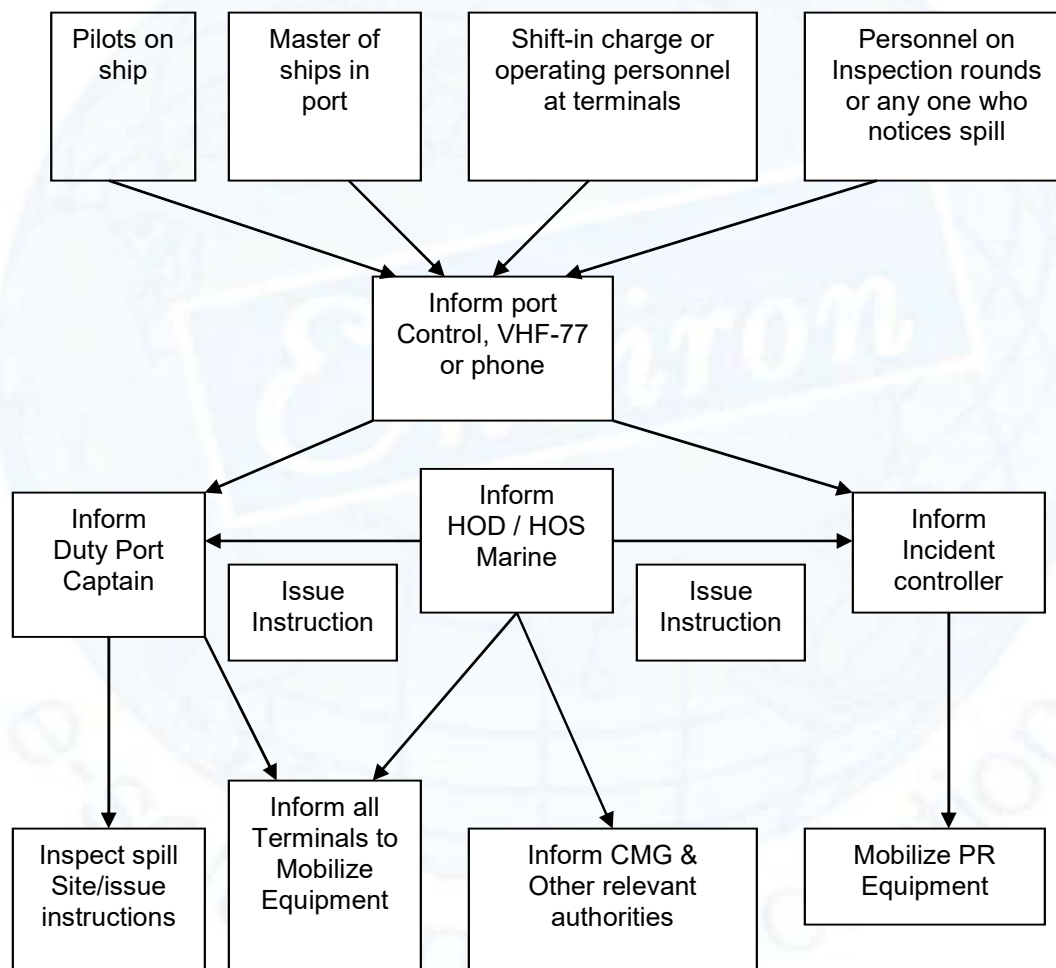 Pilots on
ship
Master of
ships in
port
Shift-in charge or
operating personnel
at terminals
Personnel on
Inspection rounds
or any one who
notices spill
Inform port
Control, VHF-77
or phone
Inform
Duty Port
Captain
Inform
HOD / HOS
Marine
Inform
Incident
controller
Issue
Instruction
Issue
Instruction
Inspect spill
Site/issue
instructions
Inform all
Terminals to
Mobilize
Equipment
Inform CMG &
Other relevant
authorities
Mobilize PR
Equipment